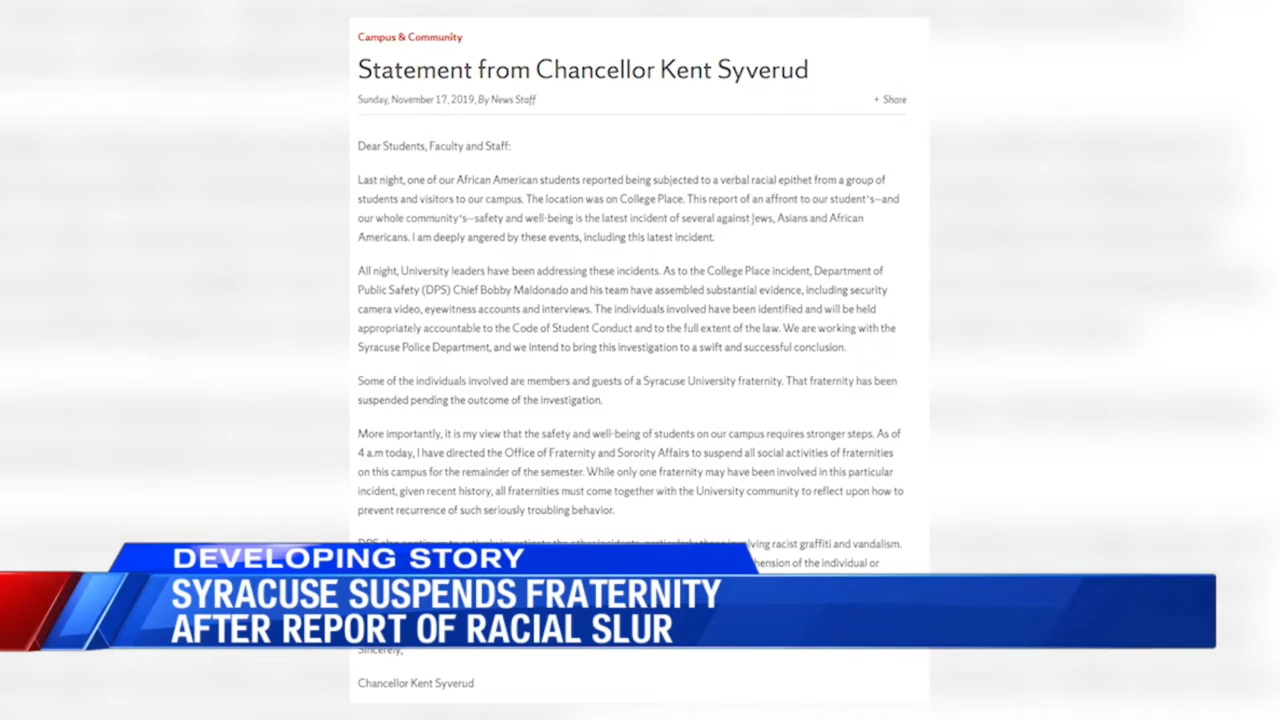 Campus & Community
Statement from Chancellor Kent Syverud
Sunday, November 17, 2019, By News Staff
+ Share
Dear Students, Faculty and Staff:
Last night, one of our African American students reported being subjected to a verbal racial epithet from a group of
students and visitors to our campus. The location was on College Place. This report of an affront to our student's—and
our whole community's—safety and well-being is the latest incident of several against Jews, Asians and African
Americans. I am deeply angered by these events, including this latest incident.
All night, University leaders have been addressing these incidents. As to the College Place incident, Department of
Public Safety (DPS) Chief Bobby Maldonado and his team have assembled substantial evidence, including security
camera video, eyewitness accounts and interviews. The individuals involved have been identified and will be held
appropriately accountable to the Code of Student Conduct and to the full extent of the law. We are working with the
Syracuse Police Department, and we intend to bring this investigation to a swift and successful conclusion.
Some of the individuals involved are members and guests of a Syracuse University fraternity. That fraternity has been
suspended pending the outcome of the investigation.
More importantly, it is my view that the safety and well-being of students on our campus requires stronger steps. As of
4 a.m today, I have directed the Office of Fraternity and Sorority Affairs to suspend all social activities of fraternities
on this campus for the remainder of the semester. While only one fraternity may have been involved in this particular
incident, given recent history, all fraternities must come together with the University community to reflect upon how to
prevent recurrence of such seriously troubling behavior.
racist graffiti and vandalism.
of the individual or
DEVELOPING STORY
SYRACUSE SUSPENDS FRATERNITY
AFTER REPORT OF RACIAL SLUR
Sincerely,
Chancellor Kent Syverud